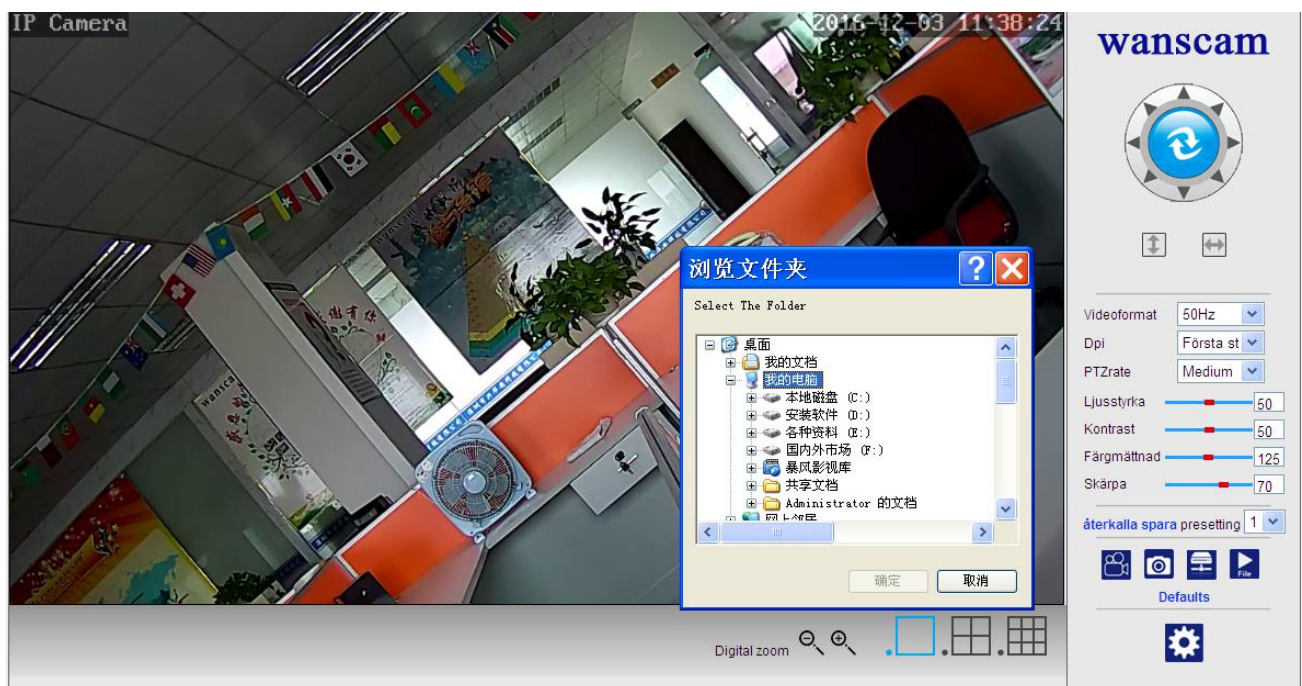 IP Camera
2016-12-03 11:38:24
wanscam
浏览文件夹
Select The Folder
桌面
我的文档
我的电脑
本地磁盘 (C:)
安装软件 (D:)
各种资料 (E:)
国内外市场 (F:)
暴风影视库
共享文档
Administrator 的文档
网上邻居
确定
取消
Videoformat 50Hz
Dpi Första st
PTZrate Medium
Ljusstyrka 50
Kontrast 50
Färgmättnad 125
Skärpa 70
återkalla spara presetting 1
File
Defaults
Digital zoom